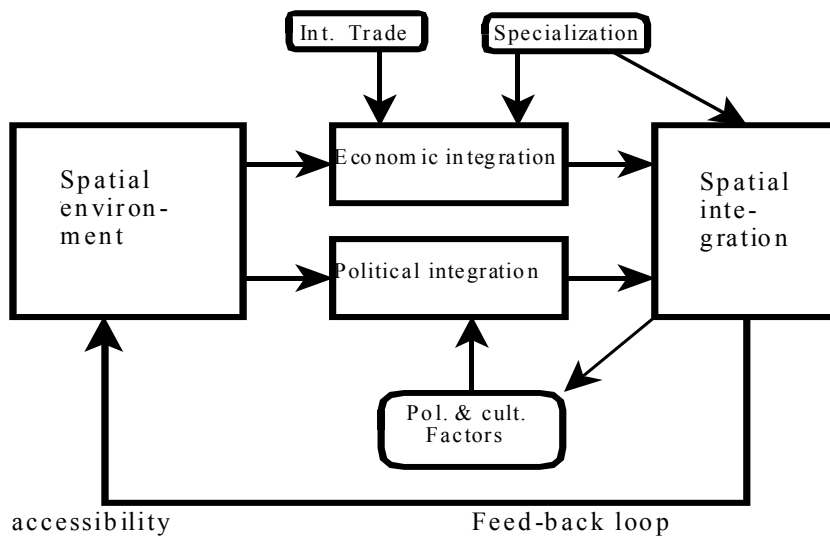 Int. Trade
Specialization
Economic integration
Spatial
environ-
ment
Spatial
inte-
gration
Political integration
Pol. & cult.
Factors
accessibility
Feed-back loop